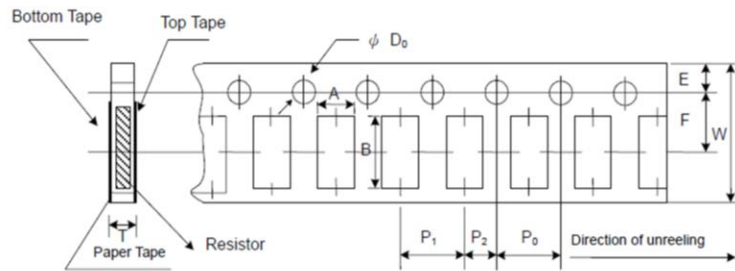 Bottom Tape
Top Tape
ψ D₀
A
E
B
F
W
T
Paper Tape
Resistor
P₁
P₂
P₀
Direction of unreeling